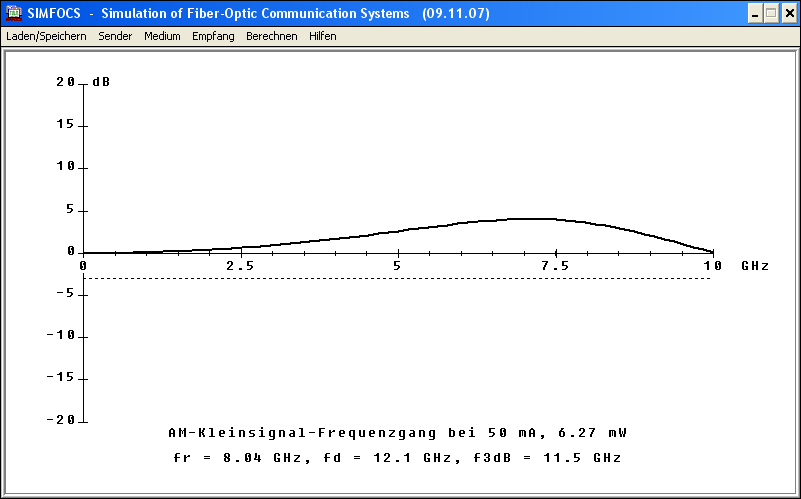 SIMFOCS - Simulation of Fiber-Optic Communication Systems (09.11.07)
Laden/Speichern Sender Medium Empfang Berechnen Hilfen
20 dB
15
10
5
0
0 2.5 5 7.5 10 GHz
-5
-10
-15
-20
AM-Kleinsignal-Frequenzgang bei 50 mA, 6.27 mW
fr = 8.04 GHz, fd = 12.1 GHz, f3dB = 11.5 GHz